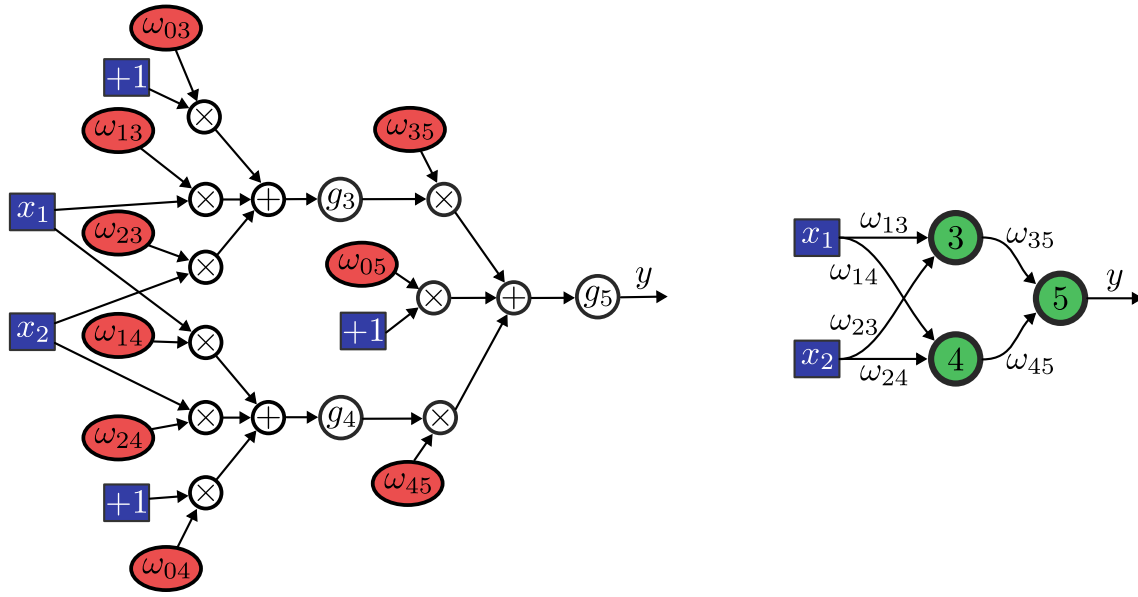 ω03
+1
ω13
×
ω35
x1
×
+
g3
×
ω23
×
ω05
×
+
g5
y
+1
x2
ω14
×
ω24
×
+
g4
×
+1
×
ω45
ω04
x1
ω13
3
ω35
ω14
5
y
ω23
x2
ω24
4
ω45